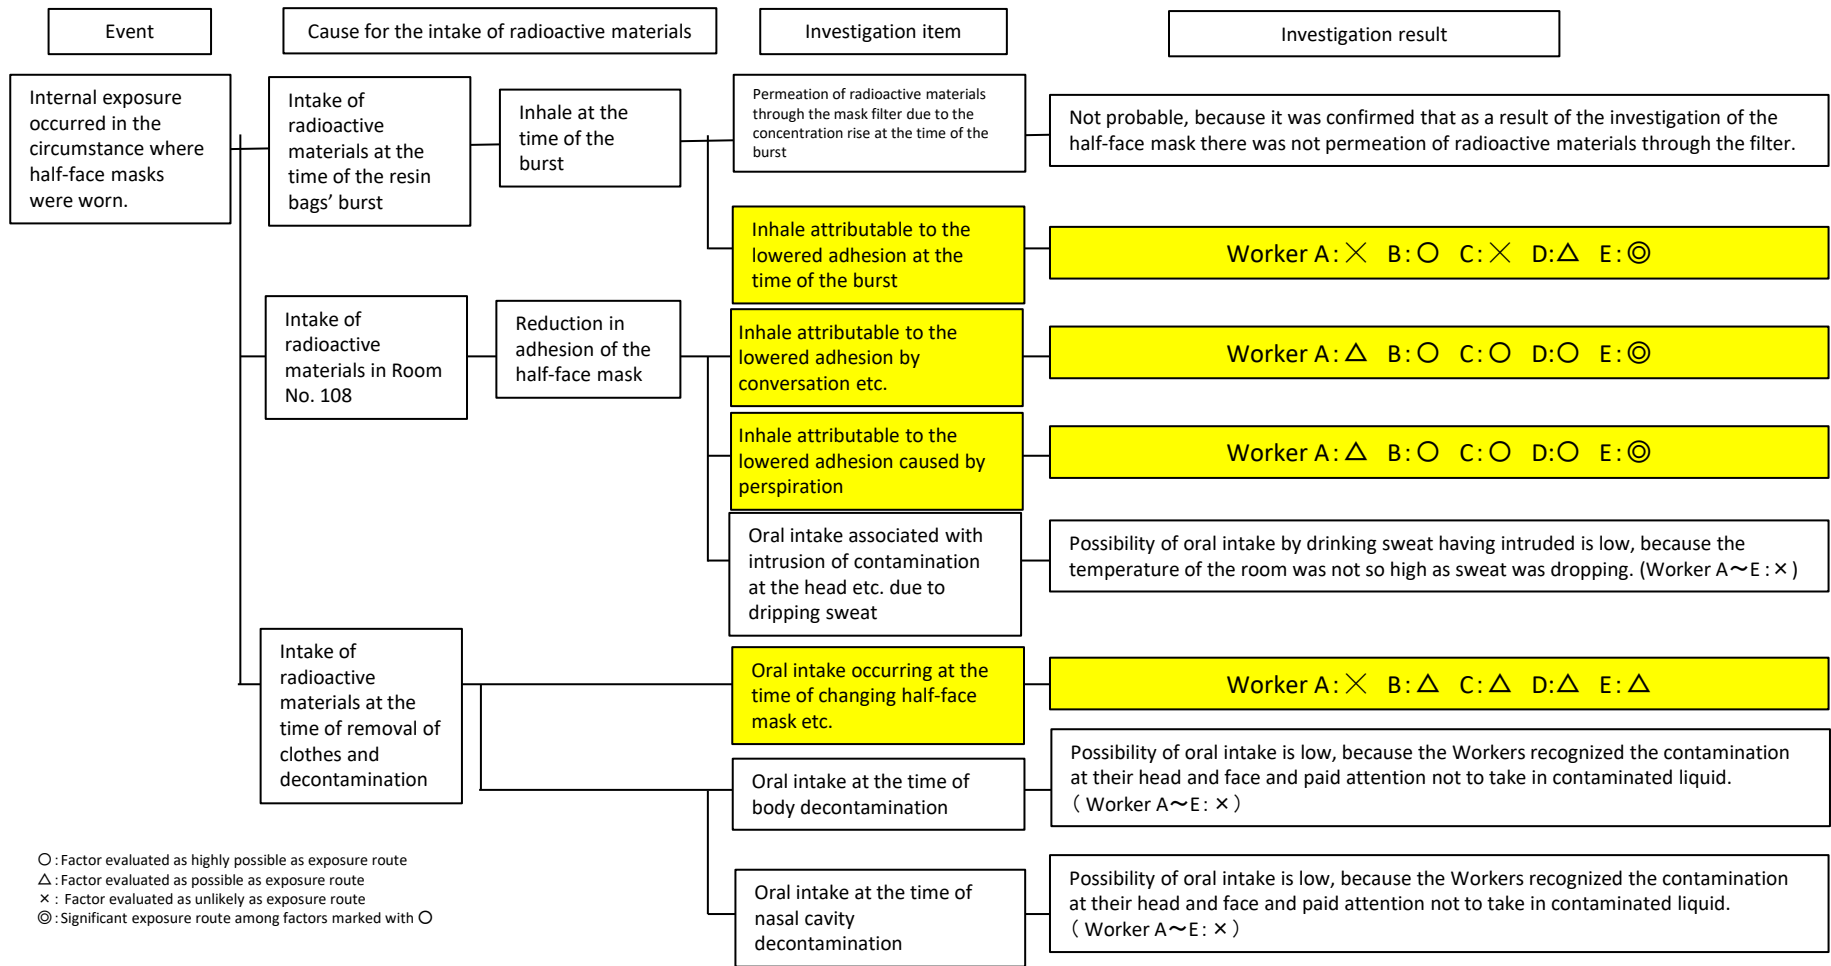 Event
Cause for the intake of radioactive materials
Investigation item
Investigation result
Internal exposure
occurred in the
circumstance where
half-face masks
were worn.
Intake of
radioactive
materials at the
time of the resin
bags’ burst
Inhale at the
time of the
burst
Permeation of radioactive materials
through the mask filter due to the
concentration rise at the time of the
burst
Not probable, because it was confirmed that as a result of the investigation of the
half-face mask there was not permeation of radioactive materials through the filter.
Inhale attributable to the
lowered adhesion at the
time of the burst
Worker A: × B: ○ C: × D:△ E: ◎
Intake of
radioactive
materials in Room
No. 108
Reduction in
adhesion of the
half-face mask
Inhale attributable to the
lowered adhesion by
conversation etc.
Worker A: △ B: ○ C: ○ D:○ E: ◎
Inhale attributable to the
lowered adhesion caused by
perspiration
Worker A: △ B: ○ C: ○ D:○ E: ◎
Oral intake associated with
intrusion of contamination
at the head etc. due to
dripping sweat
Possibility of oral intake by drinking sweat having intruded is low, because the
temperature of the room was not so high as sweat was dropping. (Worker A～E : ×)
Intake of
radioactive
materials at the
time of removal of
clothes and
decontamination
Oral intake occurring at the
time of changing half-face
mask etc.
Worker A: × B: △ C: △ D:△ E: △
Oral intake at the time of
body decontamination
Possibility of oral intake is low, because the Workers recognized the contamination
at their head and face and paid attention not to take in contaminated liquid.
（ Worker A～E: ×）
Oral intake at the time of
nasal cavity
decontamination
Possibility of oral intake is low, because the Workers recognized the contamination
at their head and face and paid attention not to take in contaminated liquid.
（ Worker A～E: ×）
○ : Factor evaluated as highly possible as exposure route
△ : Factor evaluated as possible as exposure route
× : Factor evaluated as unlikely as exposure route
◎ : Significant exposure route among factors marked with ○